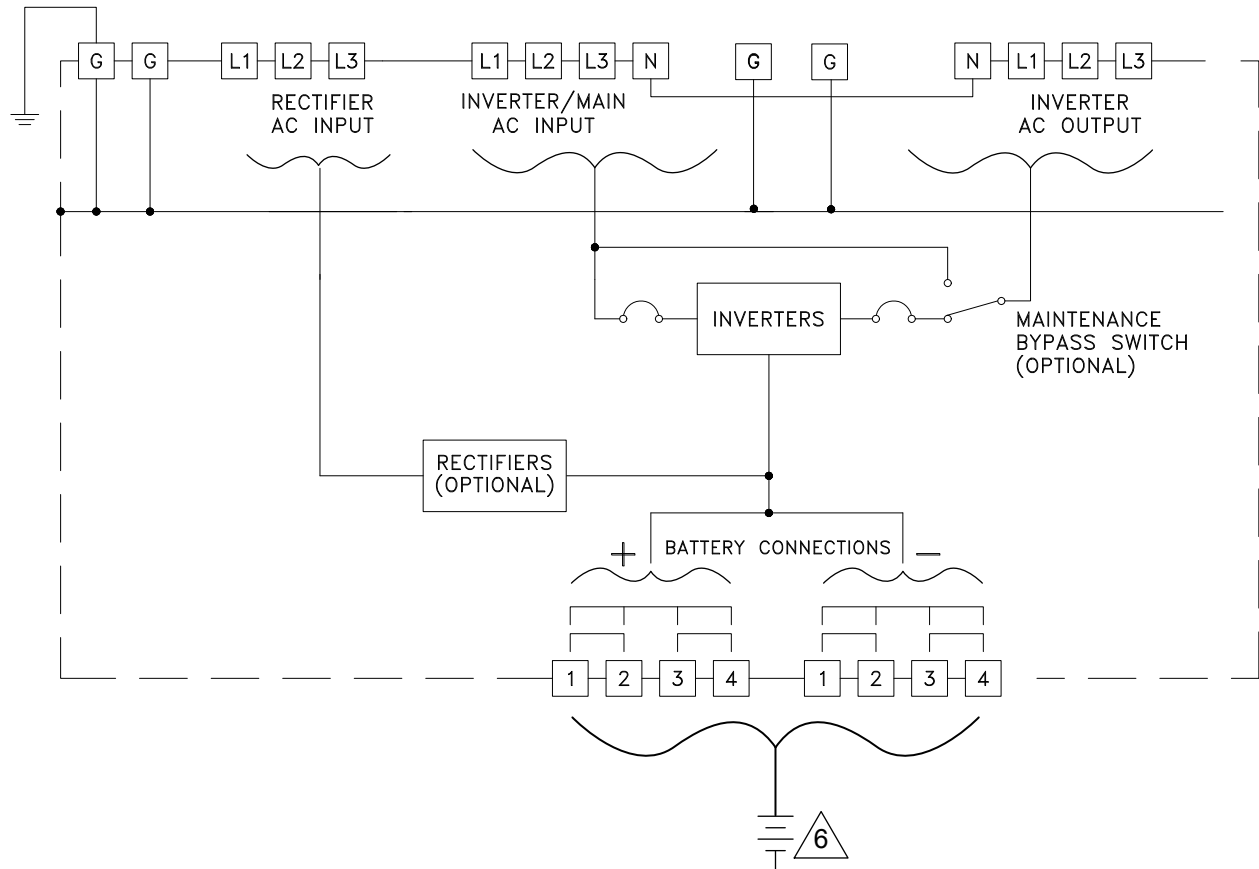 G G L1 L2 L3 L1 L2 L3 N G G N L1 L2 L3
RECTIFIER
AC INPUT
INVERTER/MAIN
AC INPUT
INVERTER
AC OUTPUT
INVERTERS
MAINTENANCE
BYPASS SWITCH
(OPTIONAL)
RECTIFIERS
(OPTIONAL)
+ BATTERY CONNECTIONS −
1 2 3 4 1 2 3 4
6